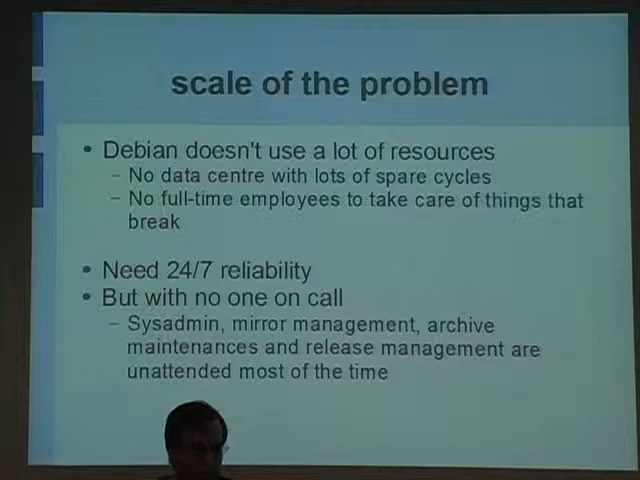 scale of the problem
• Debian doesn't use a lot of resources
– No data centre with lots of spare cycles
– No full-time employees to take care of things that
break
• Need 24/7 reliability
• But with no one on call
– Sysadmin, mirror management, archive
maintenances and release management are
unattended most of the time